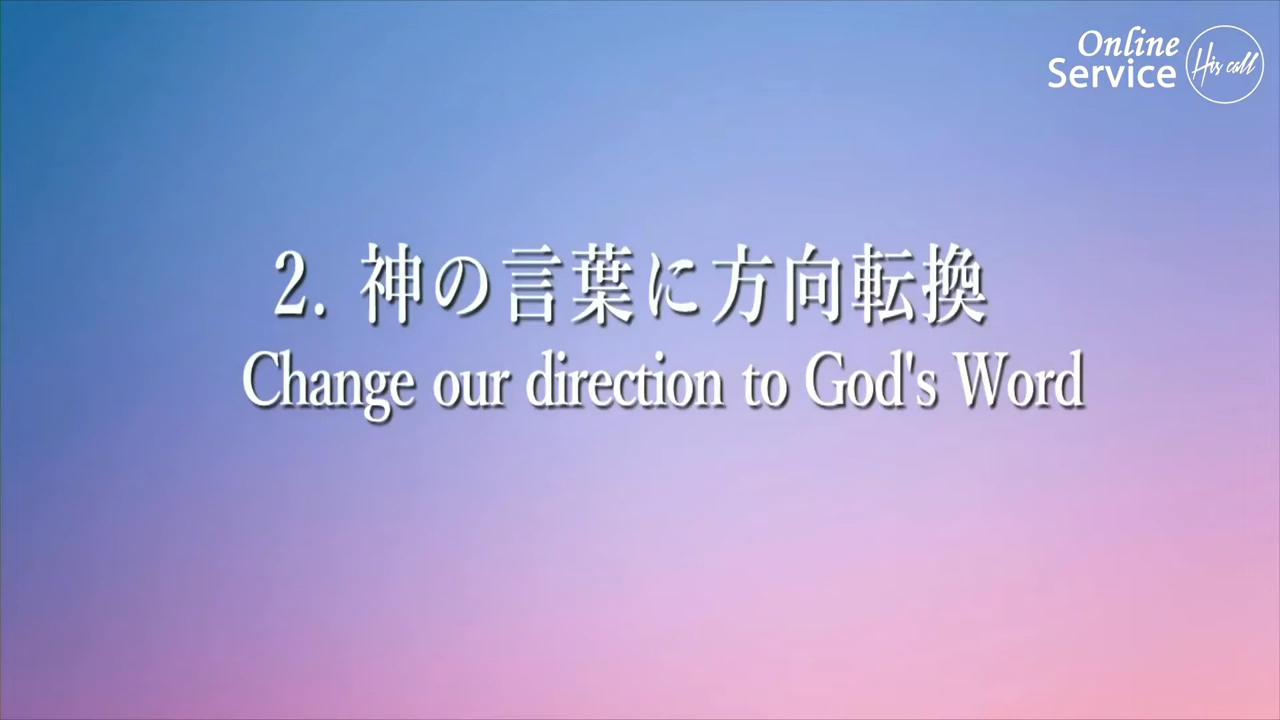 Online
Service
His call
2. 神の言葉に方向転換
Change our direction to God's Word